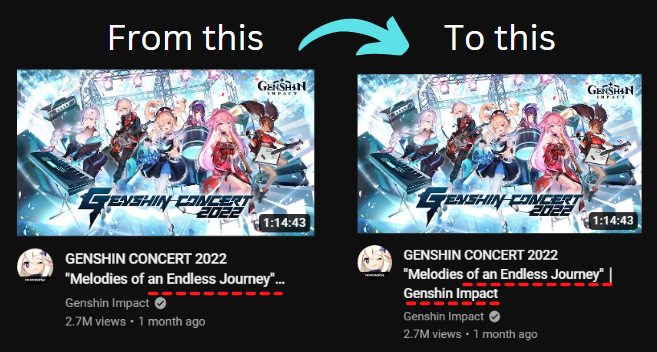 From this
To this
GENSHIN
IMPACT
GENSHIN CONCERT
2022
1:14:43
GENSHIN CONCERT 2022
"Melodies of an Endless Journey"...
Genshin Impact
2.7M views • 1 month ago
GENSHIN
IMPACT
GENSHIN CONCERT
2022
1:14:43
GENSHIN CONCERT 2022
"Melodies of an Endless Journey" |
Genshin Impact
Genshin Impact
2.7M views • 1 month ago